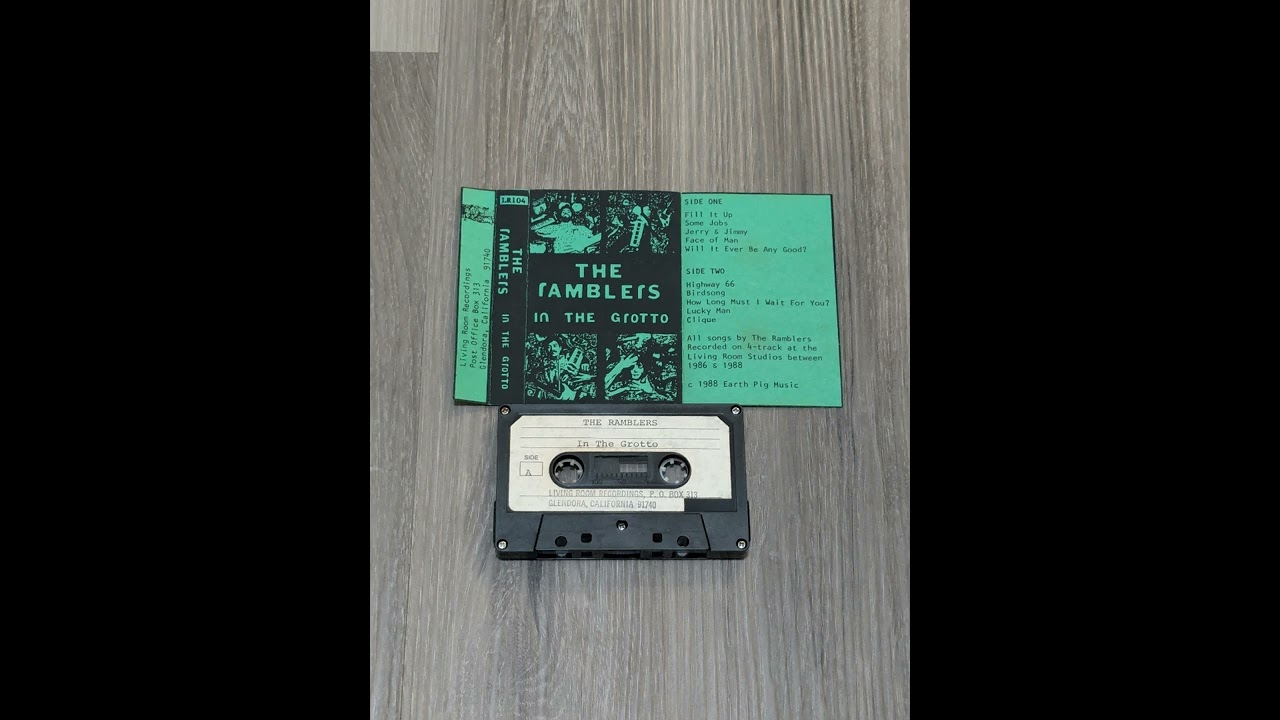 Living Room Recordings
Post Office Box 313
Glendora, California 91740
LR104
THE rAMBLErS In THE GrOTTO
THE
rAMBLErS
In THE GrOTTO
SIDE ONE
Fill It Up
Some Jobs
Jerry & Jimmy
Face of Man
Will It Ever Be Any Good?
SIDE TWO
Highway 66
Birdsong
How Long Must I Wait For You?
Lucky Man
Clique
All songs by The Ramblers
Recorded on 4-track at the
Living Room Studios between
1986 & 1988
c 1988 Earth Pig Music
THE RAMBLERS
In The Grotto
SIDE
A
LIVING ROOM RECORDINGS, P. O. BOX 313
GLENDORA, CALIFORNIA 91740